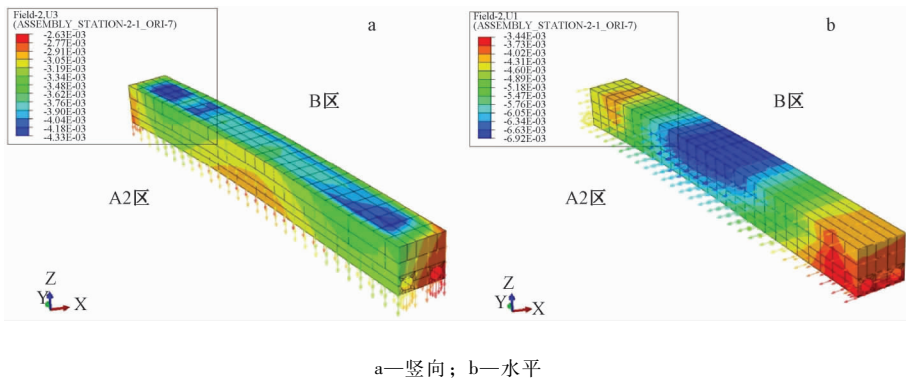 Field-2,U3
(ASSEMBLY_STATION-2-1_ORI-7)
-2.63E-03
-2.77E-03
-2.91E-03
-3.05E-03
-3.19E-03
-3.34E-03
-3.48E-03
-3.62E-03
-3.76E-03
-3.90E-03
-4.04E-03
-4.18E-03
-4.33E-03
a
B区
A2区
Z
Y
X
Field-2,U1
(ASSEMBLY_STATION-2-1_ORI-7)
-3.44E-03
-3.73E-03
-4.02E-03
-4.31E-03
-4.60E-03
-4.89E-03
-5.18E-03
-5.47E-03
-5.76E-03
-6.05E-03
-6.34E-03
-6.63E-03
-6.92E-03
b
B区
A2区
Z
Y
X
a—竖向；b—水平